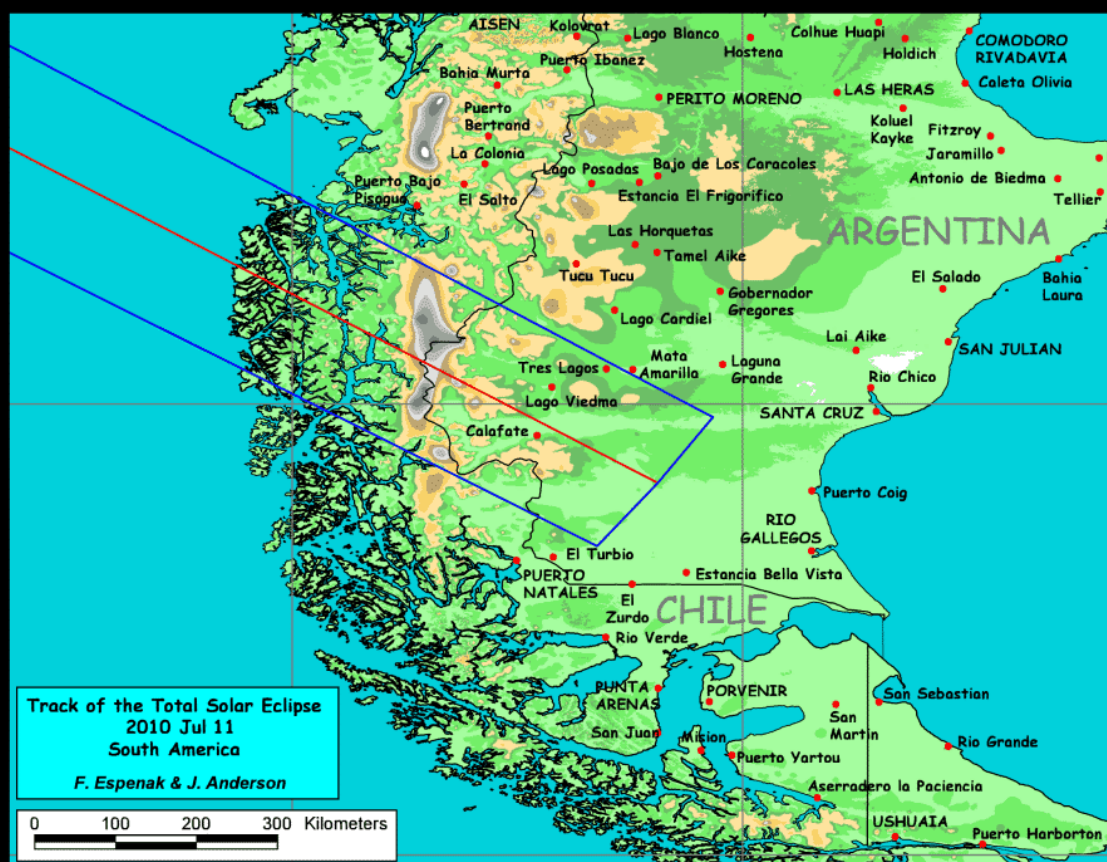 AISEN
Kolovrat
Lago Blanco
Hostena
Colhue Huapi
Holdich
COMODORO
RIVADAVIA
Puerto Ibanez
Bahia Murta
PERITO MORENO
LAS HERAS
Caleta Olivia
Puerto
Bertrand
Koluel
Kayke
Fitzroy
Jaramillo
La Colonia
Lago Posadas
Bajo de Los Caracoles
Antonio de Biedma
Puerto Bajo
Pisagua
El Salto
Estancia El Frigorifico
Tellier
ARGENTINA
Las Horquetas
Tamel Aike
Tucu Tucu
El Salado
Bahia
Laura
Gobernador
Gregores
Lago Cardiel
Lai Aike
SAN JULIAN
Tres Lagos
Mata
Amarilla
Laguna
Grande
Rio Chico
Lago Viedma
SANTA CRUZ
Calafate
Puerto Coig
RIO
GALLEGOS
El Turbio
PUERTO
NATALES
Estancia Bella Vista
El
Zurdo
CHILE
Rio Verde
PUNTA
ARENAS
PORVENIR
San Sebastian
San Juan
Mision
San
Martin
Rio Grande
Puerto Yartou
Aserradero la Paciencia
USHUAIA
Puerto Harborton
Track of the Total Solar Eclipse
2010 Jul 11
South America
F. Espenak & J. Anderson
0 100 200 300 Kilometers